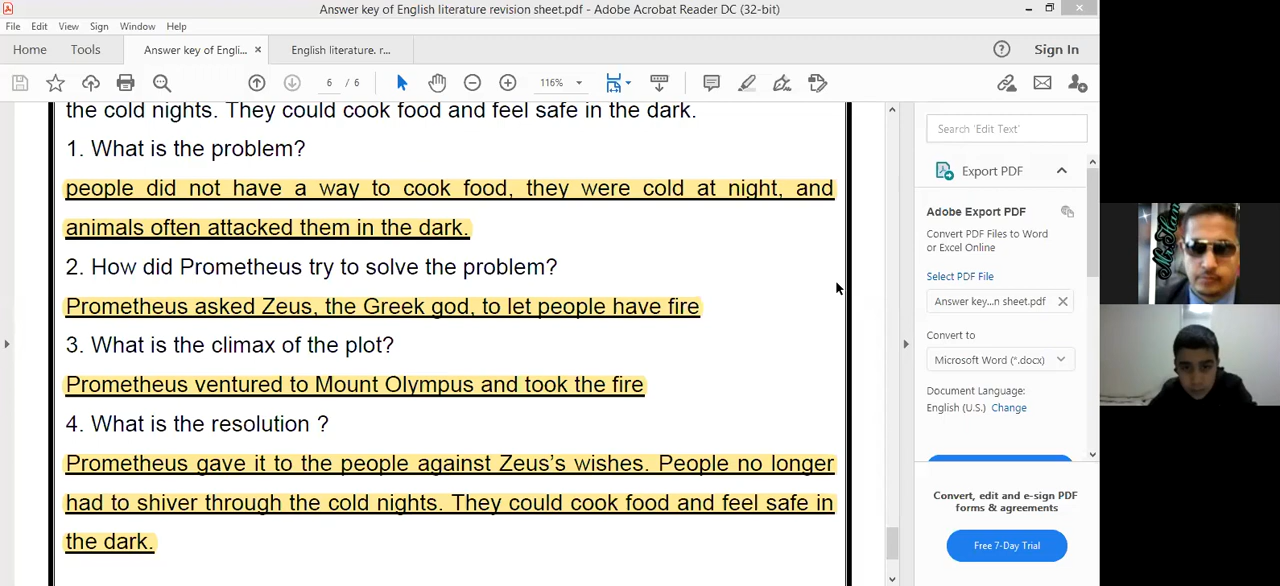 Answer key of English literature revision sheet.pdf - Adobe Acrobat Reader DC (32-bit)
File Edit View Sign Window Help
Home Tools Answer key of Engli... × English literature. r... Sign In
6 / 6 116%
the cold nights. They could cook food and feel safe in the dark.
1. What is the problem?
people did not have a way to cook food, they were cold at night, and
animals often attacked them in the dark.
2. How did Prometheus try to solve the problem?
Prometheus asked Zeus, the Greek god, to let people have fire
3. What is the climax of the plot?
Prometheus ventured to Mount Olympus and took the fire
4. What is the resolution ?
Prometheus gave it to the people against Zeus's wishes. People no longer
had to shiver through the cold nights. They could cook food and feel safe in
the dark.
Search 'Edit Text'
Export PDF
Adobe Export PDF
Convert PDF Files to Word
or Excel Online
Select PDF File
Answer key...n sheet.pdf
Convert to
Microsoft Word (*.docx)
Document Language:
English (U.S.) Change
Convert, edit and e-sign PDF
forms & agreements
Free 7-Day Trial